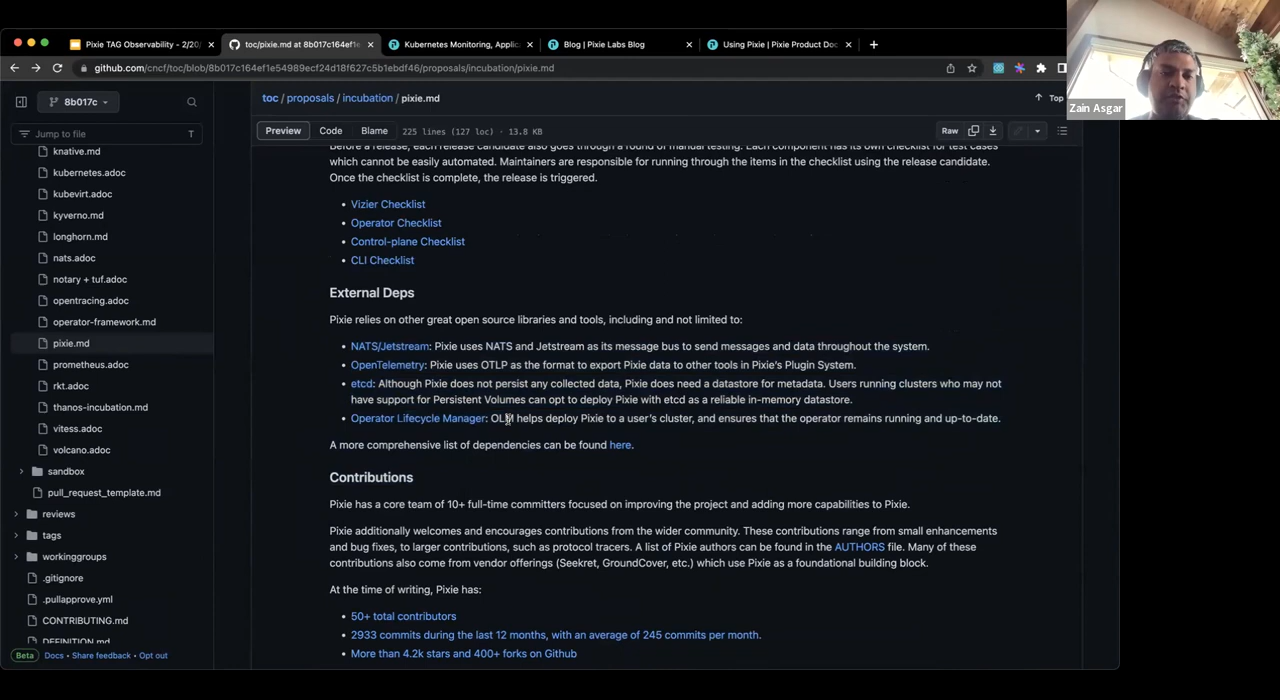 Pixie TAG Observability - 2/20
toc/pixie.md at 8b017c164ef1e
Kubernetes Monitoring, Applic
Blog | Pixie Labs Blog
Using Pixie | Pixie Product Doc
github.com/cncf/toc/blob/8b017c164ef1e54989ecf24d18f627c5b1ebdf46/proposals/incubation/pixie.md
Zain Asgar
8b017c
toc / proposals / incubation / pixie.md
Top
Jump to file
T
Preview
Code
Blame
225 lines (127 loc) · 13.8 KB
Raw
knative.md
kubernetes.adoc
kubevirt.adoc
kyverno.md
longhorn.md
nats.adoc
notary + tuf.adoc
opentracing.adoc
operator-framework.md
pixie.md
prometheus.adoc
rkt.adoc
thanos-incubation.md
vitess.adoc
volcano.adoc
sandbox
pull_request_template.md
reviews
tags
workinggroups
.gitignore
.pullapprove.yml
CONTRIBUTING.md
DEFINITION.md
Beta
Docs • Share feedback • Opt out
Before a release, each release candidate also goes through a round of manual testing. Each component has its own checklist for test cases
which cannot be easily automated. Maintainers are responsible for running through the items in the checklist using the release candidate.
Once the checklist is complete, the release is triggered.
• Vizier Checklist
• Operator Checklist
• Control-plane Checklist
• CLI Checklist
External Deps
Pixie relies on other great open source libraries and tools, including and not limited to:
• NATS/Jetstream: Pixie uses NATS and Jetstream as its message bus to send messages and data throughout the system.
• OpenTelemetry: Pixie uses OTLP as the format to export Pixie data to other tools in Pixie's Plugin System.
• etcd: Although Pixie does not persist any collected data, Pixie does need a datastore for metadata. Users running clusters who may not
have support for Persistent Volumes can opt to deploy Pixie with etcd as a reliable in-memory datastore.
• Operator Lifecycle Manager: OLM helps deploy Pixie to a user's cluster, and ensures that the operator remains running and up-to-date.
A more comprehensive list of dependencies can be found here.
Contributions
Pixie has a core team of 10+ full-time committers focused on improving the project and adding more capabilities to Pixie.
Pixie additionally welcomes and encourages contributions from the wider community. These contributions range from small enhancements
and bug fixes, to larger contributions, such as protocol tracers. A list of Pixie authors can be found in the AUTHORS file. Many of these
contributions also come from vendor offerings (Seekret, GroundCover, etc.) which use Pixie as a foundational building block.
At the time of writing, Pixie has:
• 50+ total contributors
• 2933 commits during the last 12 months, with an average of 245 commits per month.
• More than 4.2k stars and 400+ forks on Github